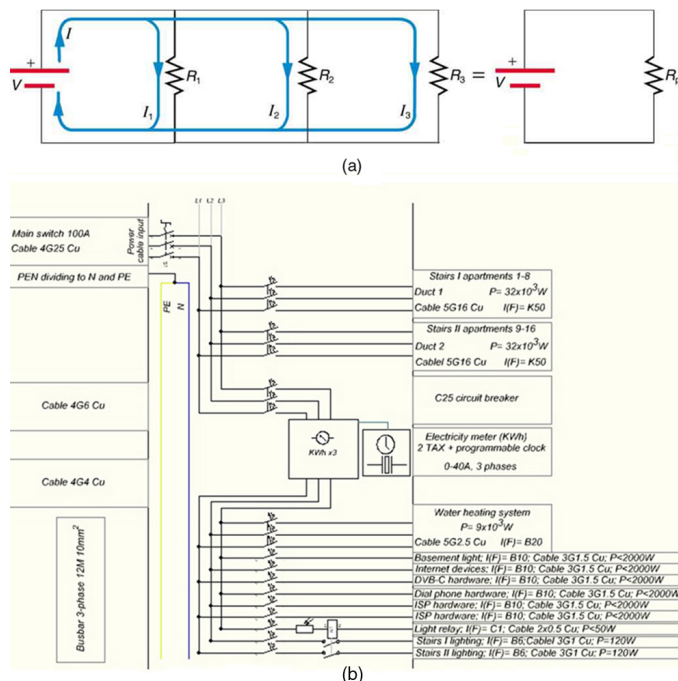 I
+
V
R1
R2
R3
=
+
V
Rp
I1
I2
I3
(a)
L1 L2 L3
Main switch 100A
Cable 4G25 Cu
Power cable input
PEN dividing to N and PE
PE
N
Stairs I apartments 1-8
Duct 1 P= 32x10³W
Cable 5G16 Cu I(F)= K50
Stairs II apartments 9-16
Duct 2 P= 32x10³W
Cablel 5G16 Cu I(F)= K50
Cable 4G6 Cu
C25 circuit breaker
KWh x3
Electricity meter (KWh)
2 TAX + programmable clock
0-40A, 3 phases
Cable 4G4 Cu
Water heating system
P= 9x10³W
Cable 5G2.5 Cu I(F)= B20
Busbar 3-phase 12M 10mm²
Basement light; I(F)= B10; Cable 3G1.5 Cu; P<2000W
Internet devices; I(F)= B10; Cable 3G1.5 Cu; P<2000W
DVB-C hardware; I(F)= B10; Cable 3G1.5 Cu; P<2000W
Dial phone hardware; I(F)= B10; Cable 3G1.5 Cu; P<2000W
ISP hardware; I(F)= B10; Cable 3G1.5 Cu; P<2000W
ISP hardware; I(F)= B10; Cable 3G1.5 Cu; P<2000W
Light relay; I(F)= C1; Cable 2x0.5 Cu; P<50W
Stairs I lighting; I(F)= B6; Cablel 3G1 Cu; P=120W
Stairs II lighting; I(F)= B6; Cable 3G1 Cu; P=120W
(b)